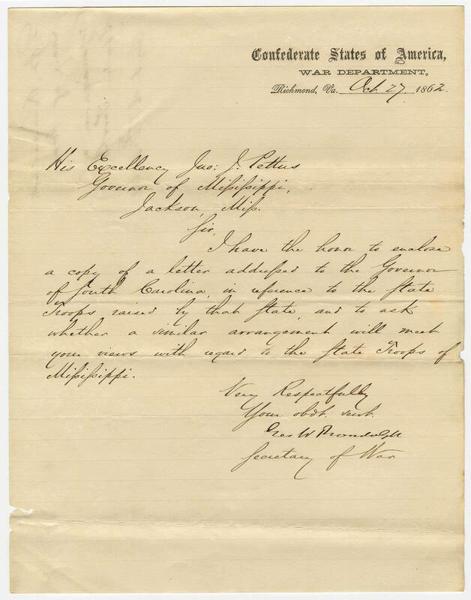 Confederate States of America,
WAR DEPARTMENT,
Richmond, Va. Oct. 27, 1862.
His Excellency Jno: J. Pettus
Govenor of Mississippi,
Jackson, Miss.
Sir,
I have the honor to enclose
a copy of a letter addressed to the Govenor
of South Carolina, in reference to the State
Troops raised by that State, and to ask
whether a similar arrangement will meet
your views with regard to the State Troops of
Mississippi.
Very Respectfully
Your obdt. servt.
Geo W Randolph
Secretary of War